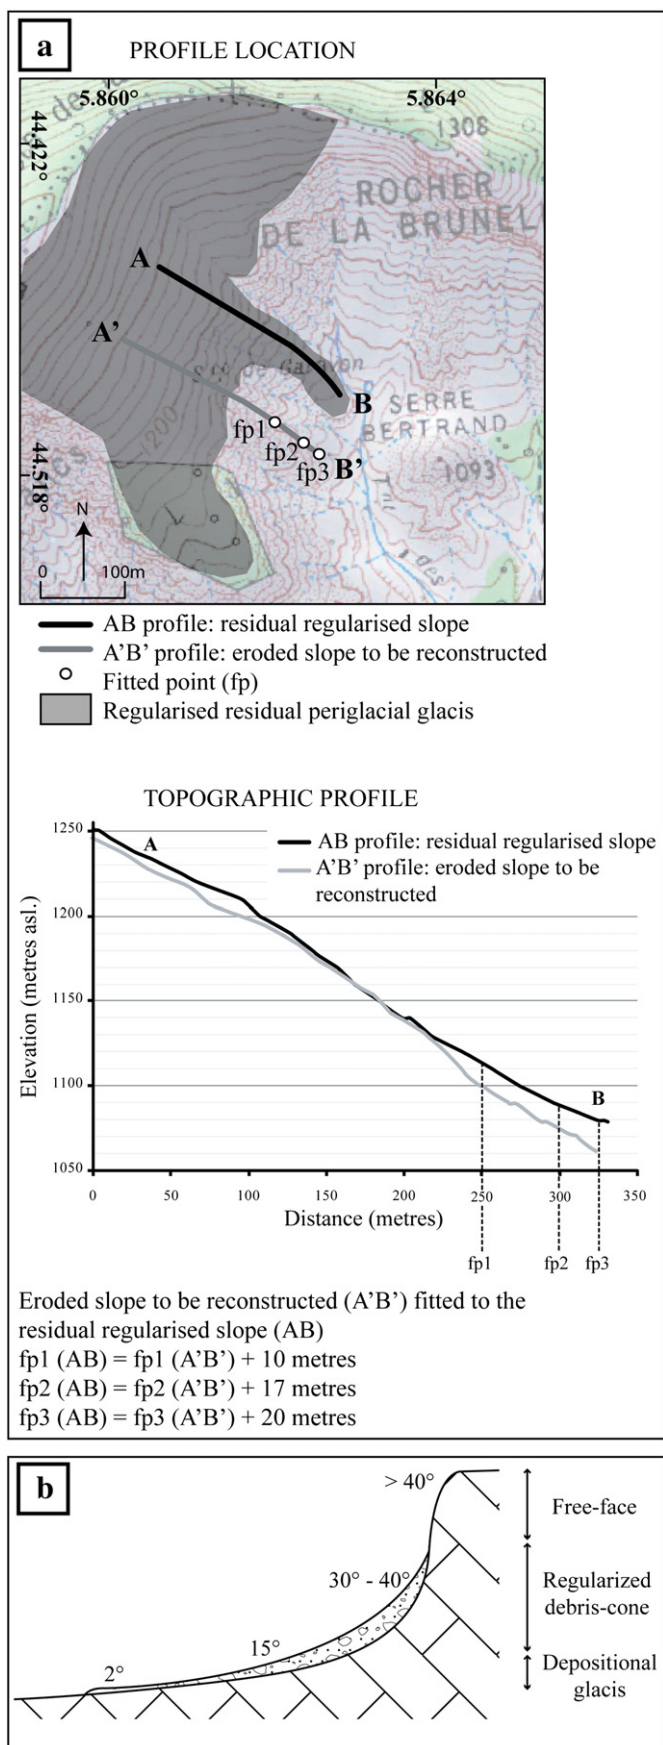 a
PROFILE LOCATION
5.860°
5.864°
44.422°
1308
ROCHER
DE LA BRUNEL
A
A'
B
SERRE
BERTRAND
fp1
fp2
fp3
B'
1200
1093
44.518°
N
0
100m
AB profile: residual regularised slope
A'B' profile: eroded slope to be reconstructed
Fitted point (fp)
Regularised residual periglacial glacis
TOPOGRAPHIC PROFILE
AB profile: residual regularised slope
A'B' profile: eroded slope to be
reconstructed
Elevation (metres asl.)
1250
1200
1150
1100
1050
A
B
0 50 100 150 200 250 300 350
Distance (metres)
fp1 fp2 fp3
Eroded slope to be reconstructed (A'B') fitted to the
residual regularised slope (AB)
fp1 (AB) = fp1 (A'B') + 10 metres
fp2 (AB) = fp2 (A'B') + 17 metres
fp3 (AB) = fp3 (A'B') + 20 metres
b
> 40°
Free-face
30° - 40°
Regularized
debris-cone
15°
Depositional
glacis
2°